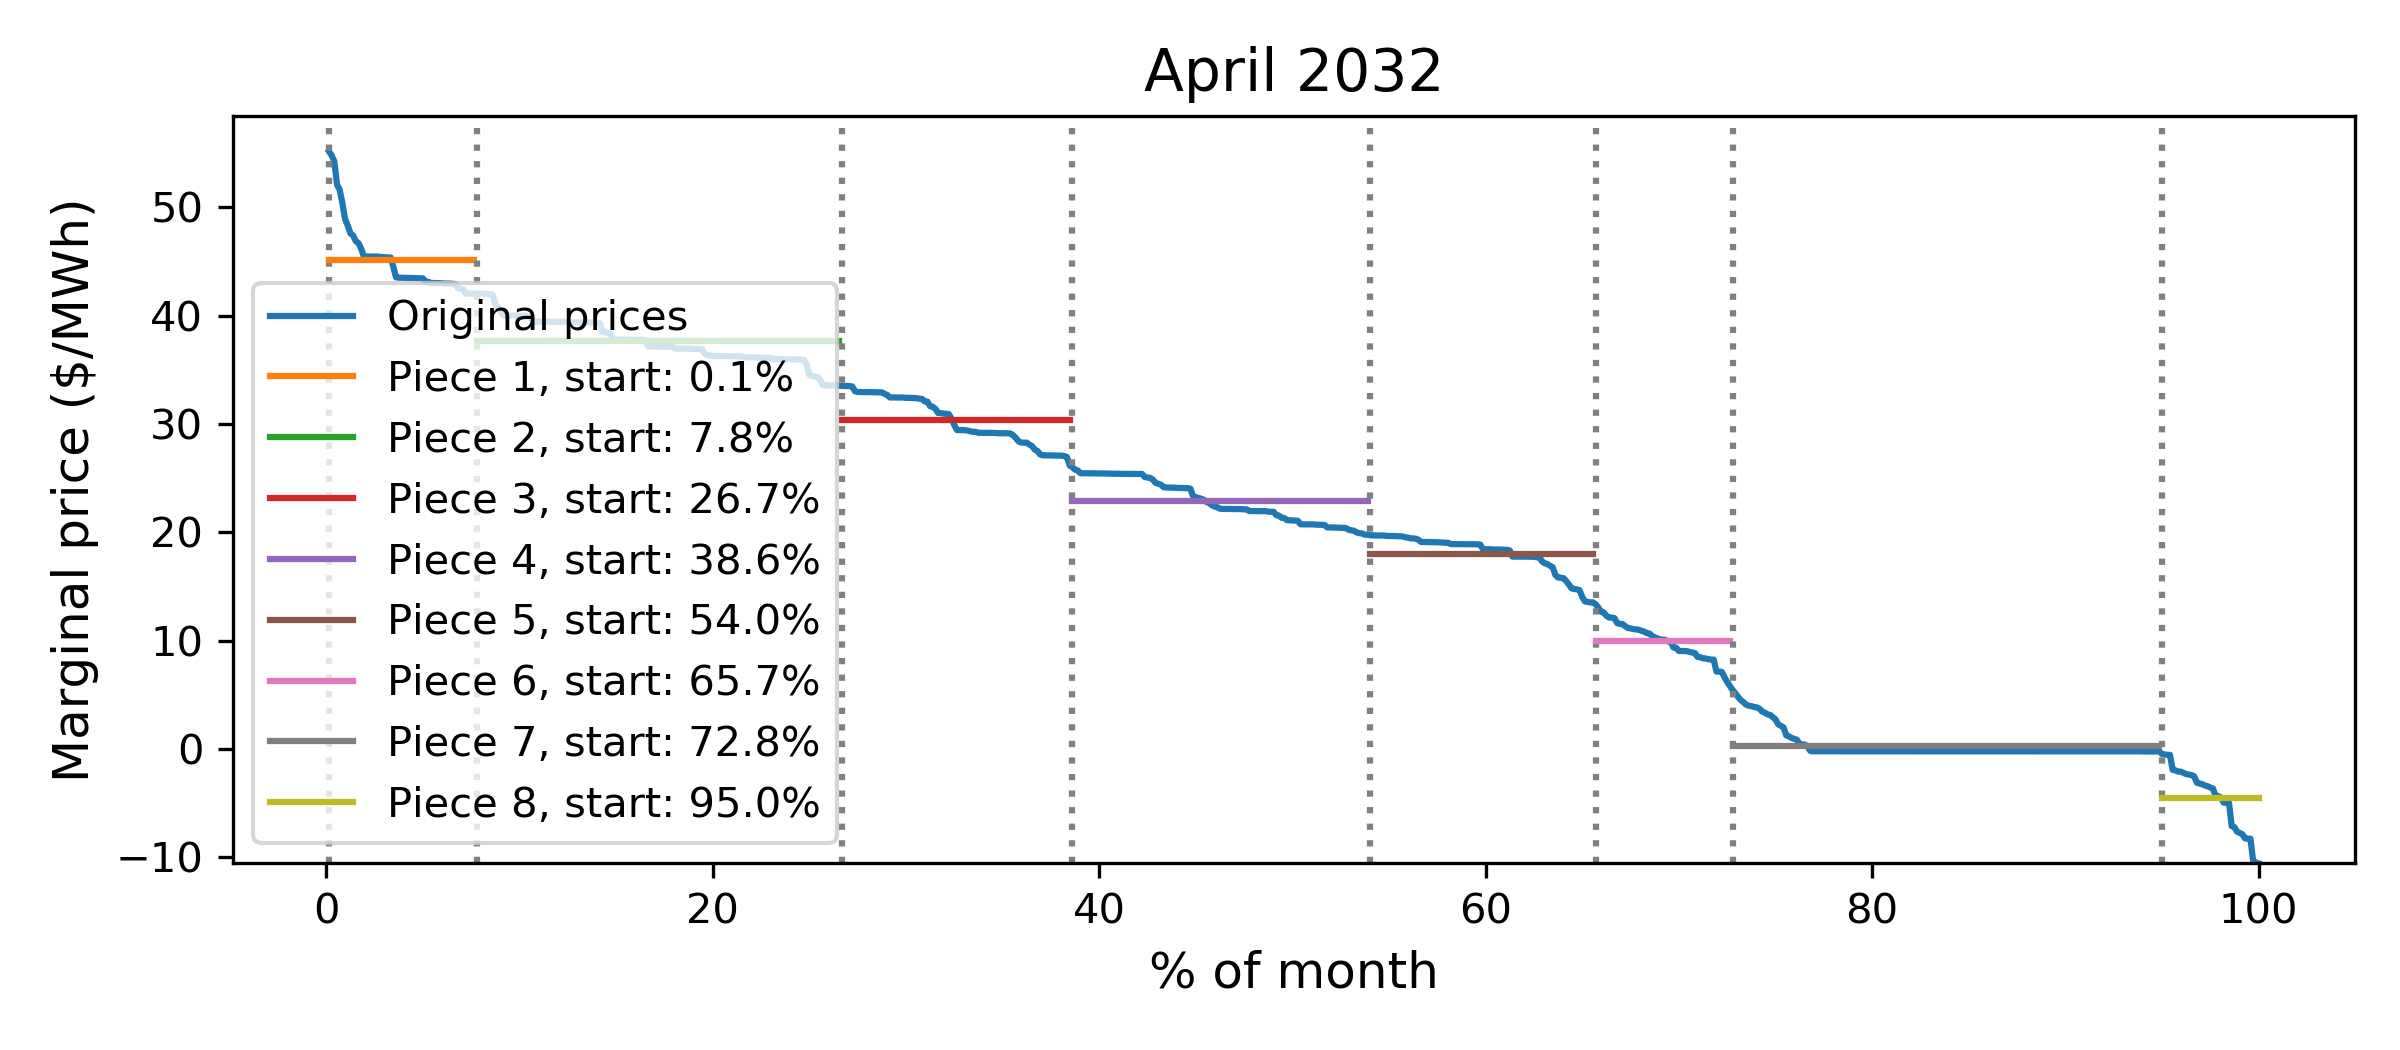 April 2032
Marginal price ($/MWh)
50
40
30
20
10
0
−10
Original prices
Piece 1, start: 0.1%
Piece 2, start: 7.8%
Piece 3, start: 26.7%
Piece 4, start: 38.6%
Piece 5, start: 54.0%
Piece 6, start: 65.7%
Piece 7, start: 72.8%
Piece 8, start: 95.0%
0 20 40 60 80 100
% of month